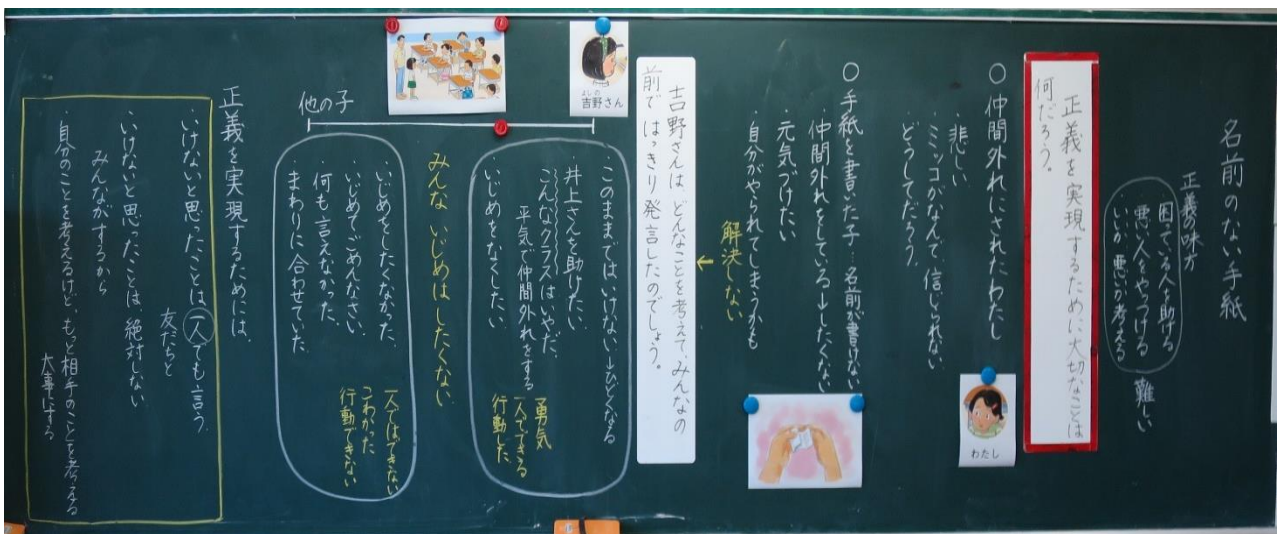 名前のない手紙
正義の味方
困っている人を助ける
悪い人をやっつける
いいか悪いか考える
難しい
正義を実現するために大切なことは
何だろう。
○仲間外れにされたわたし
・悲しい
・ミッコがなんで、信じられない
・どうしてだろう。
わたし
○手紙を書いた子…名前が書けない
・仲間外れをしている→したくない
・元気づけたい
・自分がやられてしまうかも
解決しない
←
吉野さんは、どんなことを考えて、みんなの
前ではっきり発言したのでしょう。
よしの
吉野さん
・このままではいけない→ひどくなる
・井上さんを助けたい
・こんなクラスはいやだ。
平気で仲間外れをする
・いじめをなくしたい
勇気
一人でできる
行動した。
みんな いじめは したくない
他の子
・いじめをしたくなかった。
・いじめてごめんなさい。
・何も言えなかった。
・まわりに合わせていた
一人ではできない
こわかった
行動できない
正義を実現するためには、
・いけないと思ったことは一人でも言う。
友だちと
・いけないと思ったことは、絶対しない
みんながするから
・自分のことを考えるけど、もっと相手のことを考える
大事にする